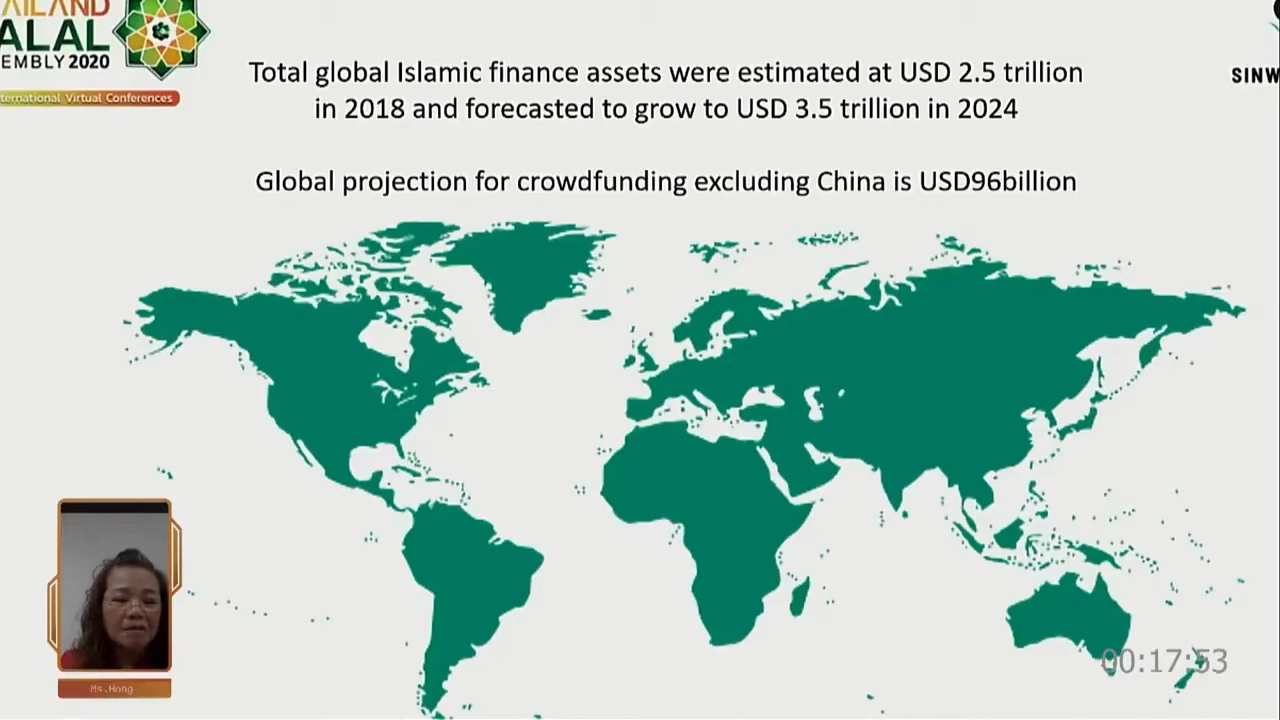 AILAND
ALAL
EMBLY 2020
ternational Virtual Conferences
SINW
Total global Islamic finance assets were estimated at USD 2.5 trillion
in 2018 and forecasted to grow to USD 3.5 trillion in 2024
Global projection for crowdfunding excluding China is USD96billion
Ms.Hong
00:17:53